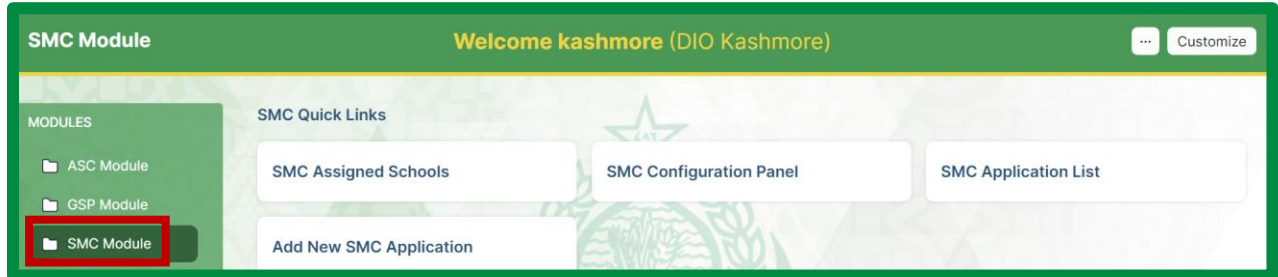 SMC Module
Welcome kashmore (DIO Kashmore)
... Customize
MODULES
ASC Module
GSP Module
SMC Module
SMC Quick Links
SMC Assigned Schools
SMC Configuration Panel
SMC Application List
Add New SMC Application